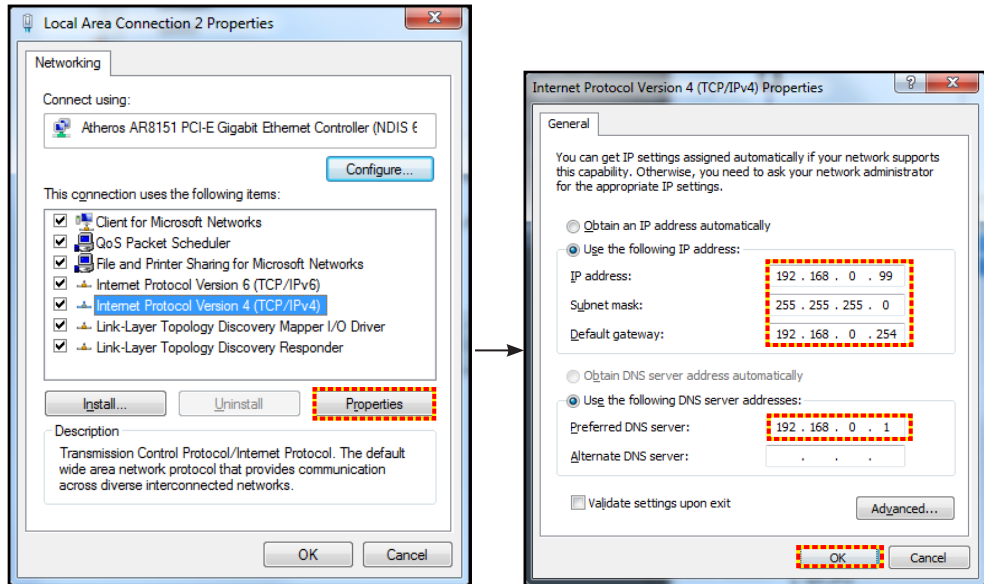 Local Area Connection 2 Properties
Networking
Connect using:
Atheros AR8151 PCI-E Gigabit Ethernet Controller (NDIS 6
Configure...
This connection uses the following items:
Client for Microsoft Networks
QoS Packet Scheduler
File and Printer Sharing for Microsoft Networks
Internet Protocol Version 6 (TCP/IPv6)
Internet Protocol Version 4 (TCP/IPv4)
Link-Layer Topology Discovery Mapper I/O Driver
Link-Layer Topology Discovery Responder
Install...
Uninstall
Properties
Description
Transmission Control Protocol/Internet Protocol. The default
wide area network protocol that provides communication
across diverse interconnected networks.
OK
Cancel
Internet Protocol Version 4 (TCP/IPv4) Properties
General
You can get IP settings assigned automatically if your network supports
this capability. Otherwise, you need to ask your network administrator
for the appropriate IP settings.
Obtain an IP address automatically
Use the following IP address:
IP address: 192 . 168 . 0 . 99
Subnet mask: 255 . 255 . 255 . 0
Default gateway: 192 . 168 . 0 . 254
Obtain DNS server address automatically
Use the following DNS server addresses:
Preferred DNS server: 192 . 168 . 0 . 1
Alternate DNS server: . . .
Validate settings upon exit
Advanced...
OK
Cancel